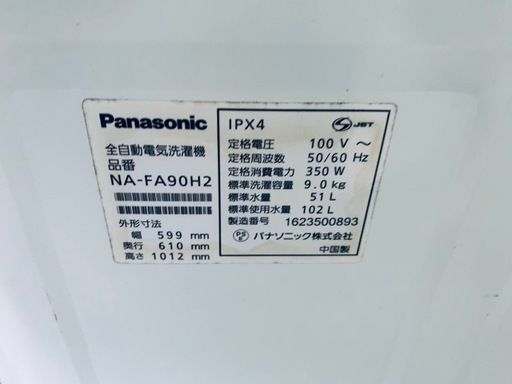 Panasonic
全自動電気洗濯機
品番
NA-FA90H2
外形寸法
幅 599 mm
奥行 610 mm
高さ 1012 mm
IPX4
S JET
定格電圧 100 V ～
定格周波数 50/60 Hz
定格消費電力 350 W
標準洗濯容量 9.0 kg
標準水量 51 L
標準使用水量 102 L
製造番号 1623500893
PS E パナソニック株式会社
中国製